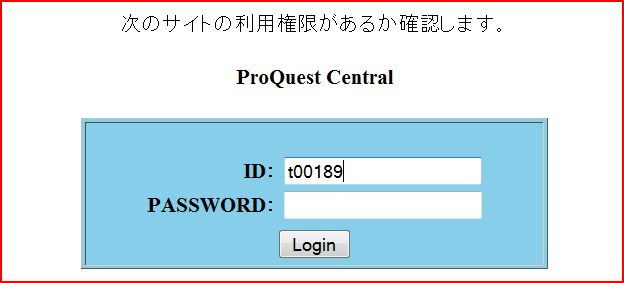 次のサイトの利用権限があるか確認します。
ProQuest Central
ID: t00189
PASSWORD:
Login